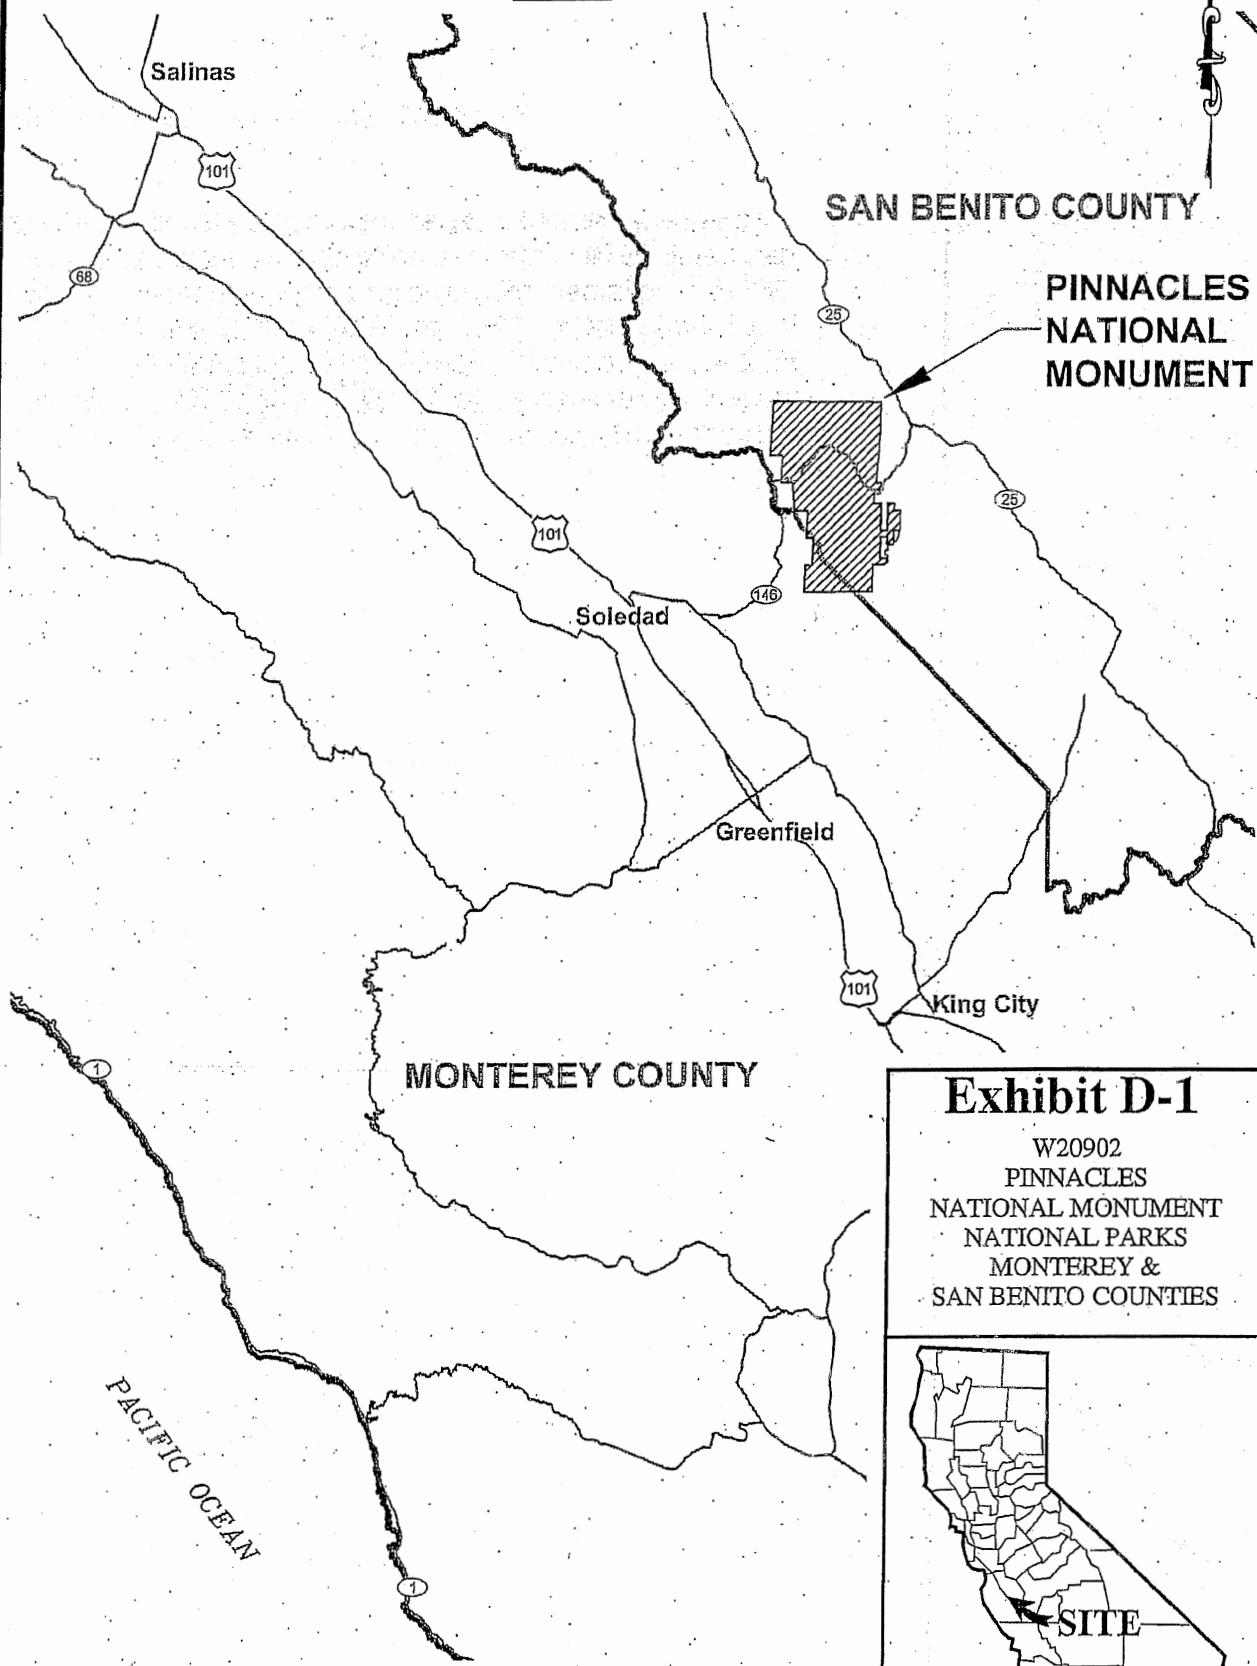 Salinas
101
SAN BENITO COUNTY
68
PINNACLES
NATIONAL
MONUMENT
25
25
101
146
Soledad
Greenfield
101
King City
1
MONTEREY COUNTY
Exhibit D-1
W20902
PINNACLES
NATIONAL MONUMENT
NATIONAL PARKS
MONTEREY &
SAN BENITO COUNTIES
PACIFIC OCEAN
1
SITE